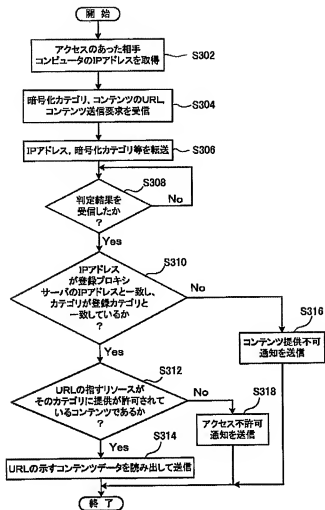 開始
アクセスのあった相手
コンピュータのIPアドレスを取得
S302
暗号化カテゴリ、コンテンツのURL、
コンテンツ送信要求を受信
S304
IPアドレス、暗号化カテゴリ等を転送
S306
S308
判定結果を
受信したか
?
No
Yes
S310
IPアドレス
が登録プロキシ
サーバのIPアドレスと一致し、
カテゴリが登録カテゴリと
一致しているか
?
No
Yes
S316
コンテンツ提供不可
通知を送信
S312
URLの指すリソースが
そのカテゴリに提供が許可されて
いるコンテンツであるか
?
No
S318
アクセス不許可
通知を送信
Yes
S314
URLの示すコンテンツデータを読み出して送信
終了